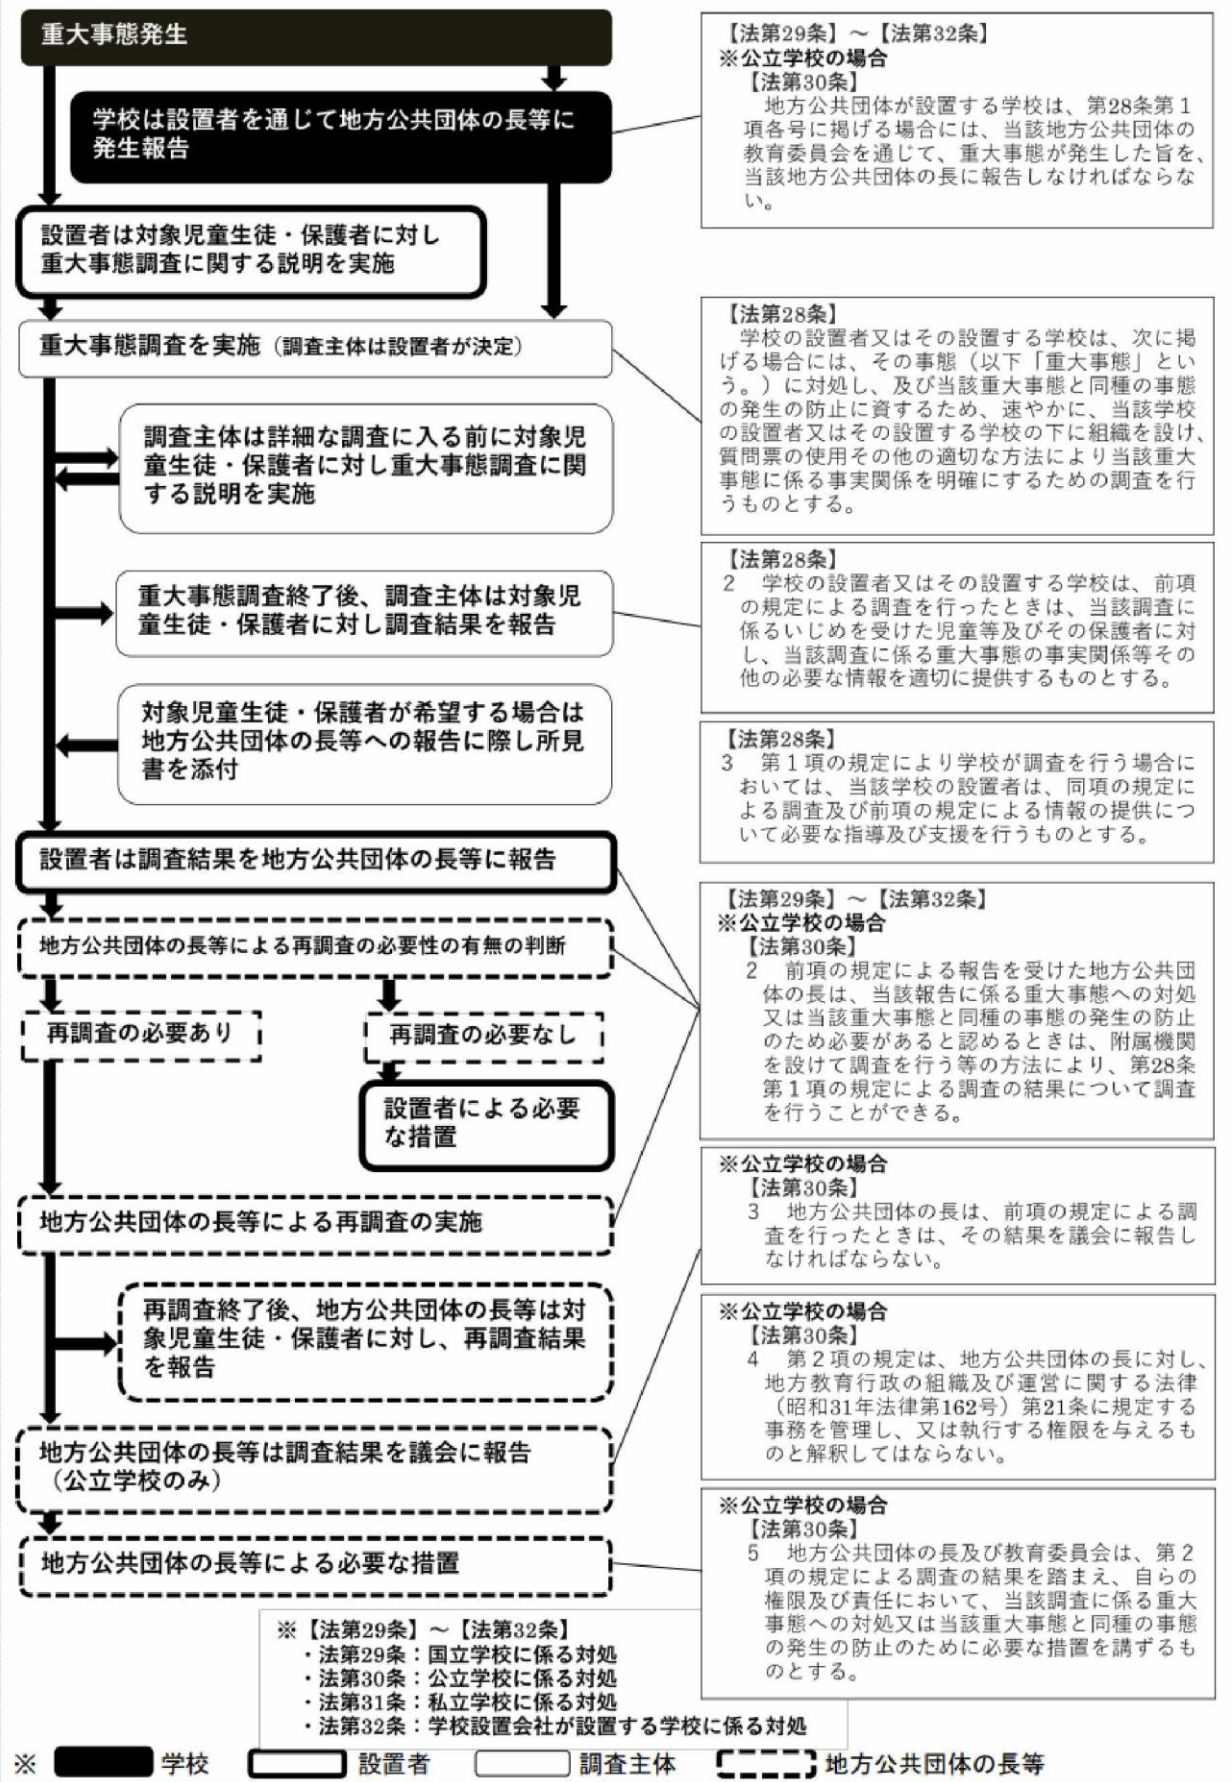 重大事態発生
学校は設置者を通じて地方公共団体の長等に
発生報告
設置者は対象児童生徒・保護者に対し
重大事態調査に関する説明を実施
重大事態調査を実施（調査主体は設置者が決定）
調査主体は詳細な調査に入る前に対象児
童生徒・保護者に対し重大事態調査に関
する説明を実施
重大事態調査終了後、調査主体は対象児
童生徒・保護者に対し調査結果を報告
対象児童生徒・保護者が希望する場合は
地方公共団体の長等への報告に際し所見
書を添付
設置者は調査結果を地方公共団体の長等に報告
地方公共団体の長等による再調査の必要性の有無の判断
再調査の必要あり
再調査の必要なし
設置者による必要
な措置
地方公共団体の長等による再調査の実施
再調査終了後、地方公共団体の長等は対
象児童生徒・保護者に対し、再調査結果
を報告
地方公共団体の長等は調査結果を議会に報告
（公立学校のみ）
地方公共団体の長等による必要な措置
【法第29条】～【法第32条】
※公立学校の場合
【法第30条】
地方公共団体が設置する学校は、第28条第１
項各号に掲げる場合には、当該地方公共団体の
教育委員会を通じて、重大事態が発生した旨を、
当該地方公共団体の長に報告しなければならな
い。
【法第28条】
学校の設置者又はその設置する学校は、次に掲
げる場合には、その事態（以下「重大事態」とい
う。）に対処し、及び当該重大事態と同種の事態
の発生の防止に資するため、速やかに、当該学校
の設置者又はその設置する学校の下に組織を設け、
質問票の使用その他の適切な方法により当該重大
事態に係る事実関係を明確にするための調査を行
うものとする。
【法第28条】
２　学校の設置者又はその設置する学校は、前項
の規定による調査を行ったときは、当該調査に
係るいじめを受けた児童等及びその保護者に対
し、当該調査に係る重大事態の事実関係等その
他の必要な情報を適切に提供するものとする。
【法第28条】
３　第１項の規定により学校が調査を行う場合に
おいては、当該学校の設置者は、同項の規定に
よる調査及び前項の規定による情報の提供につ
いて必要な指導及び支援を行うものとする。
【法第29条】～【法第32条】
※公立学校の場合
【法第30条】
２　前項の規定による報告を受けた地方公共団
体の長は、当該報告に係る重大事態への対処
又は当該重大事態と同種の事態の発生の防止
のため必要があると認めるときは、附属機関
を設けて調査を行う等の方法により、第28条
第１項の規定による調査の結果について調査
を行うことができる。
※公立学校の場合
【法第30条】
３　地方公共団体の長は、前項の規定による調
査を行ったときは、その結果を議会に報告し
なければならない。
※公立学校の場合
【法第30条】
４　第２項の規定は、地方公共団体の長に対し、
地方教育行政の組織及び運営に関する法律
（昭和31年法律第162号）第21条に規定する
事務を管理し、又は執行する権限を与えるも
のと解釈してはならない。
※公立学校の場合
【法第30条】
５　地方公共団体の長及び教育委員会は、第２
項の規定による調査の結果を踏まえ、自らの
権限及び責任において、当該調査に係る重大
事態への対処又は当該重大事態と同種の事態
の発生の防止のために必要な措置を講ずるも
のとする。
※【法第29条】～【法第32条】
・法第29条：国立学校に係る対処
・法第30条：公立学校に係る対処
・法第31条：私立学校に係る対処
・法第32条：学校設置会社が設置する学校に係る対処
※　学校　設置者　調査主体　地方公共団体の長等